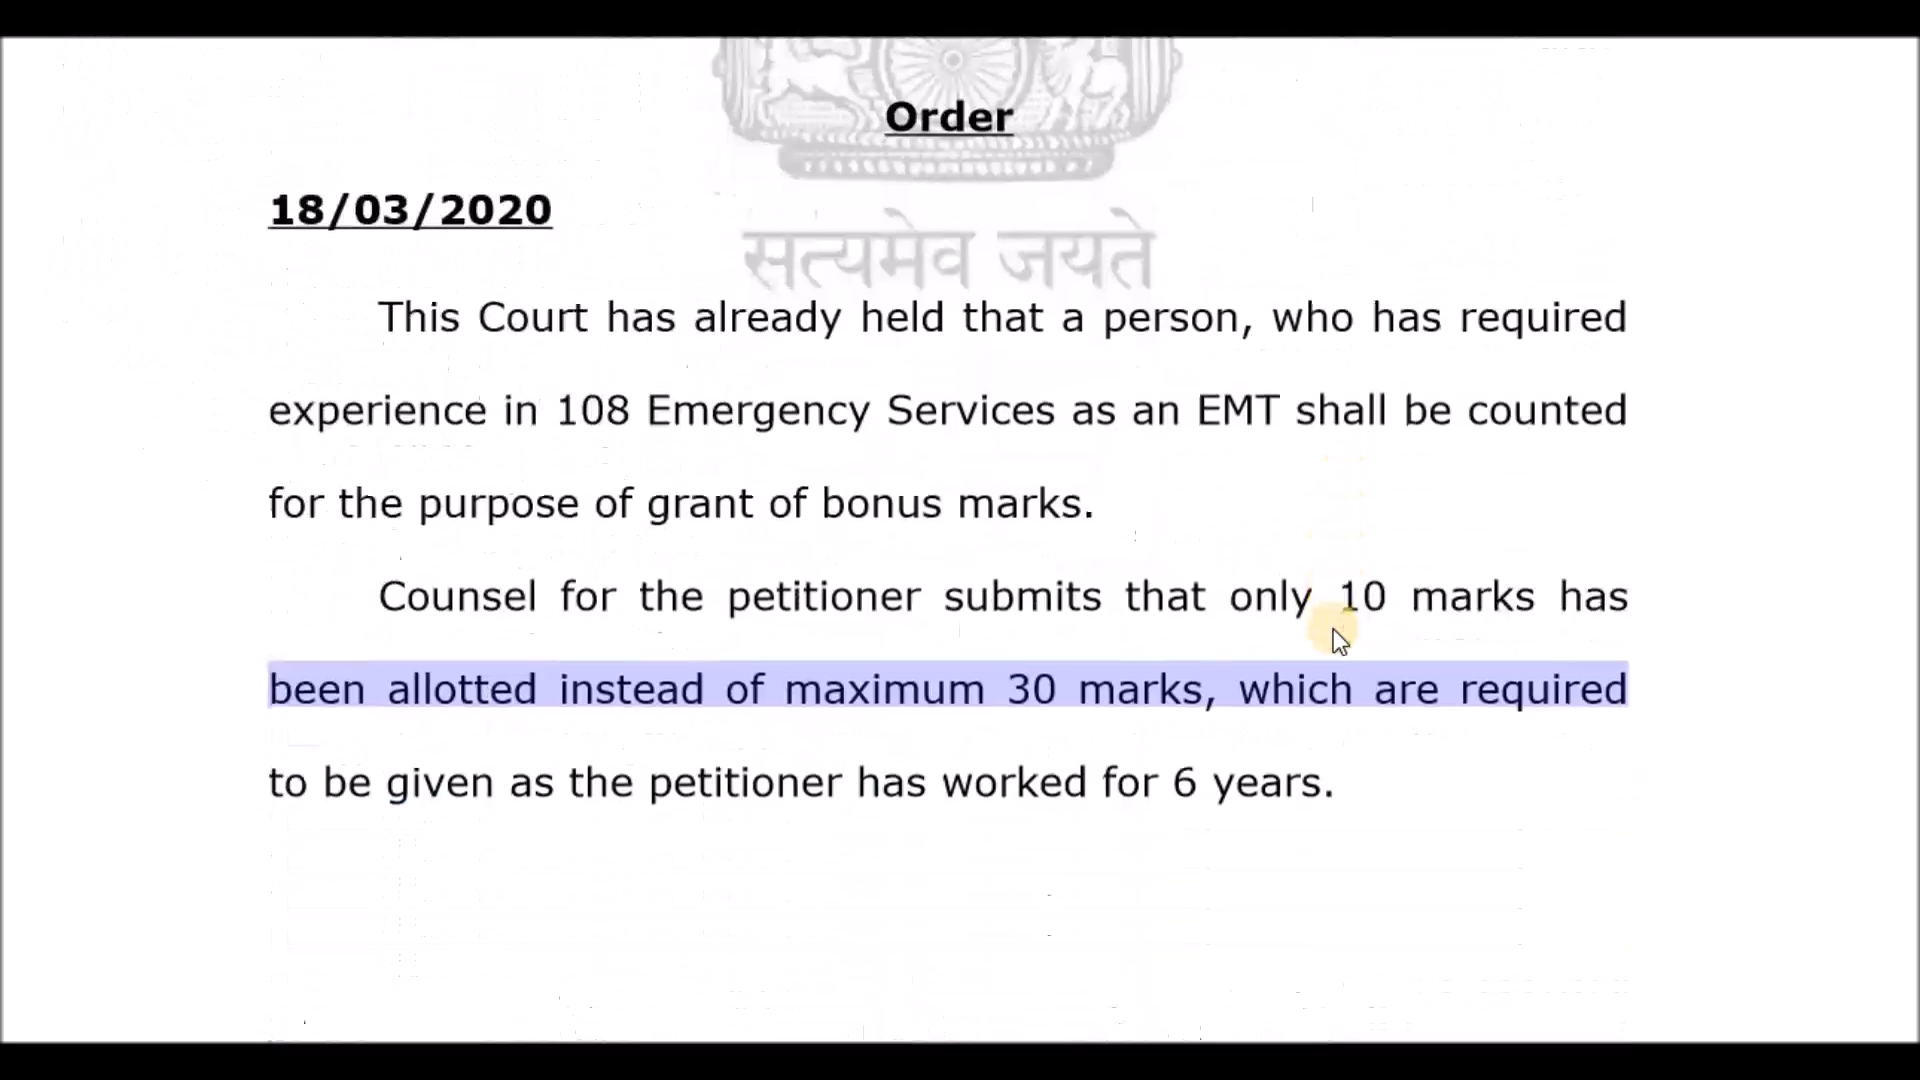 Order
18/03/2020
सत्यमेव जयते
This Court has already held that a person, who has required
experience in 108 Emergency Services as an EMT shall be counted
for the purpose of grant of bonus marks.
Counsel for the petitioner submits that only 10 marks has
been allotted instead of maximum 30 marks, which are required
to be given as the petitioner has worked for 6 years.